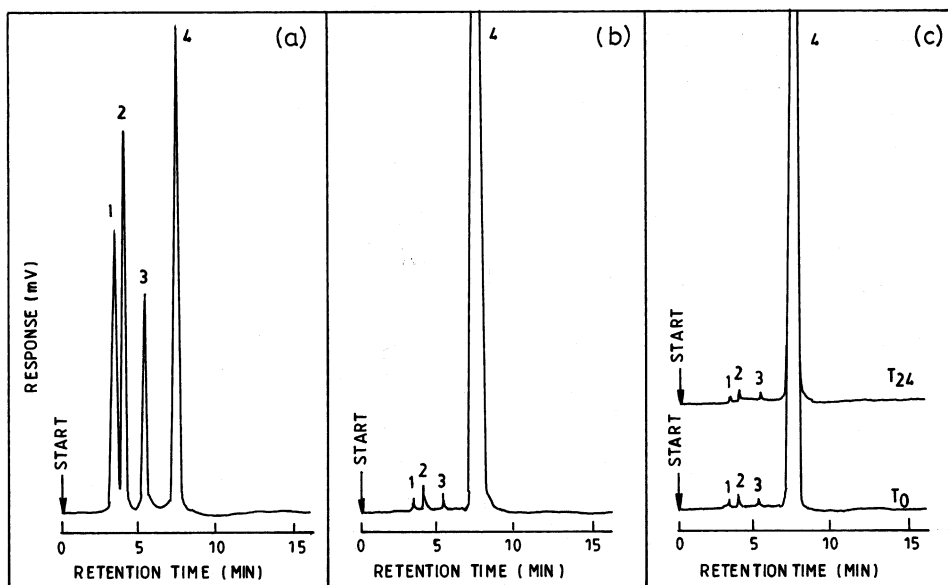 (a)
4
2
1
3
RESPONSE (mV)
START
0 5 10 15
RETENTION TIME (MIN)
(b)
4
START
1 2 3
0 5 10 15
RETENTION TIME (MIN)
(c)
4
START
1 2 3
T24
START
1 2 3
T0
0 5 10 15
RETENTION TIME (MIN)